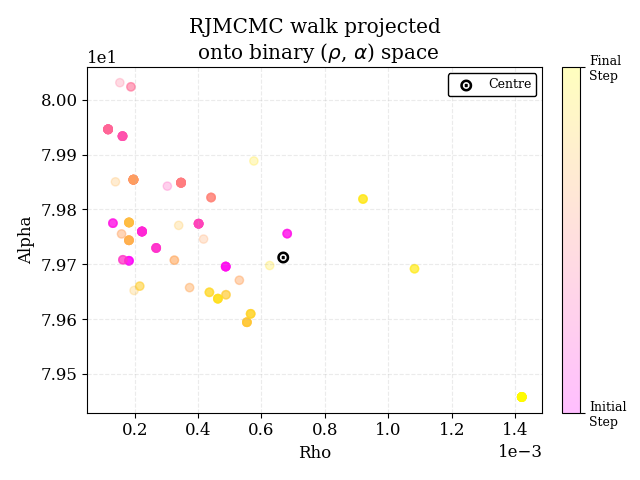 RJMCMC walk projected
onto binary (ρ, α) space
1e1
Alpha
8.00
7.99
7.98
7.97
7.96
7.95
0.2 0.4 0.6 0.8 1.0 1.2 1.4
Rho
1e−3
Centre
Final
Step
Initial
Step